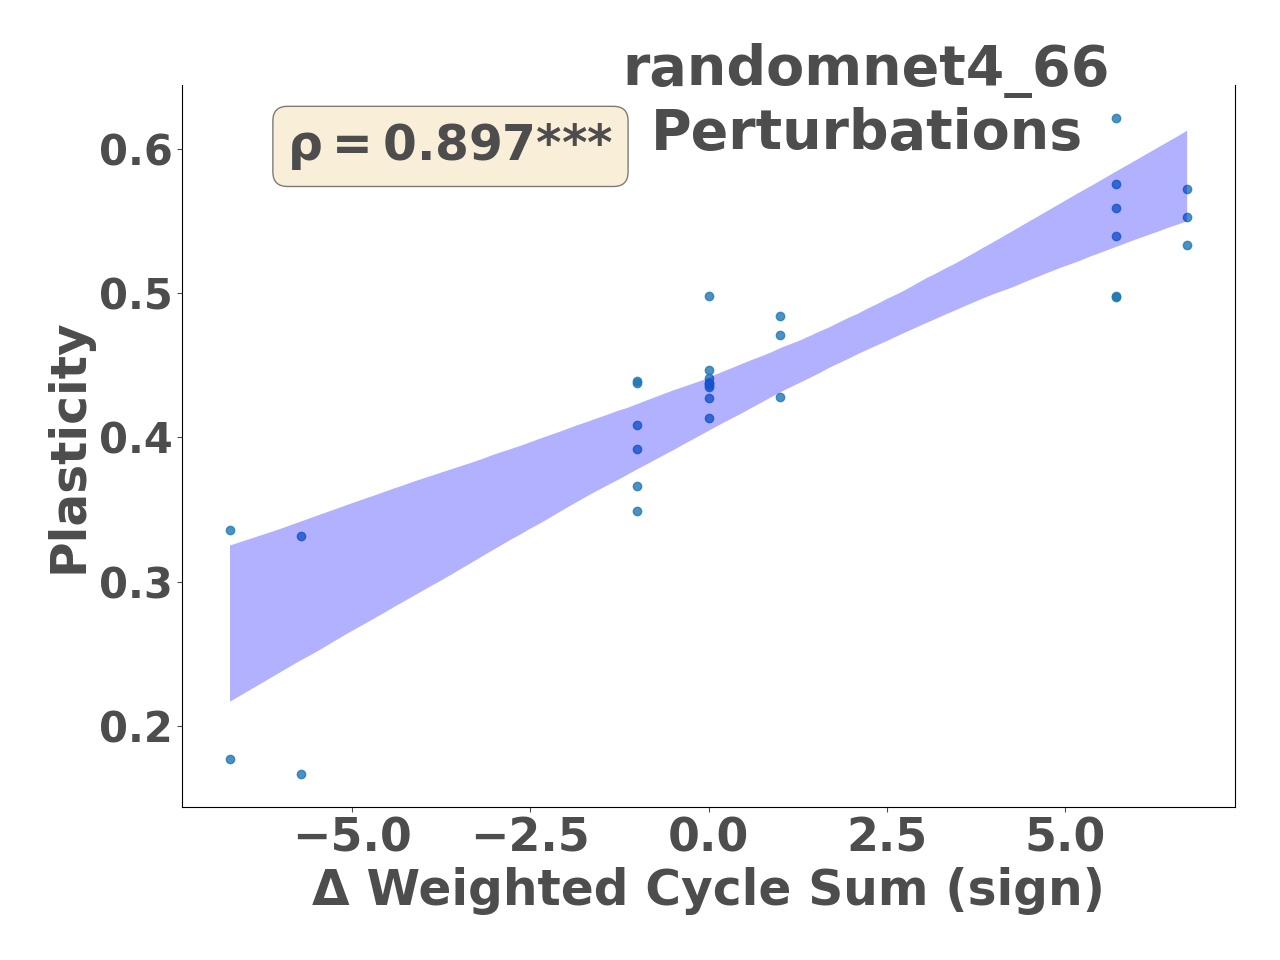 randomnet4_66
Perturbations
ρ = 0.897***
Plasticity
0.6
0.5
0.4
0.3
0.2
−5.0 −2.5 0.0 2.5 5.0
Δ Weighted Cycle Sum (sign)